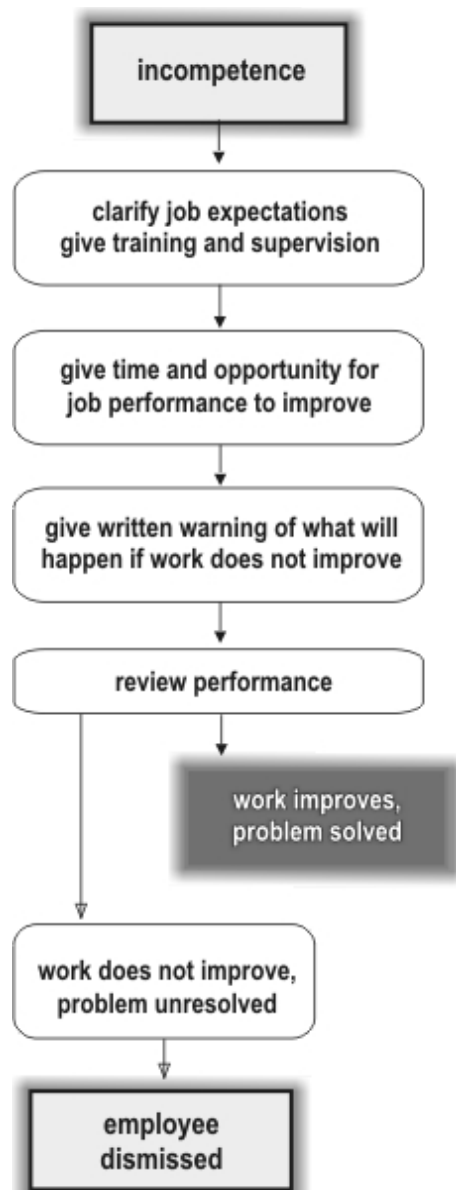 incompetence
clarify job expectations
give training and supervision
give time and opportunity for
job performance to improve
give written warning of what will
happen if work does not improve
review performance
work improves,
problem solved
work does not improve,
problem unresolved
employee
dismissed